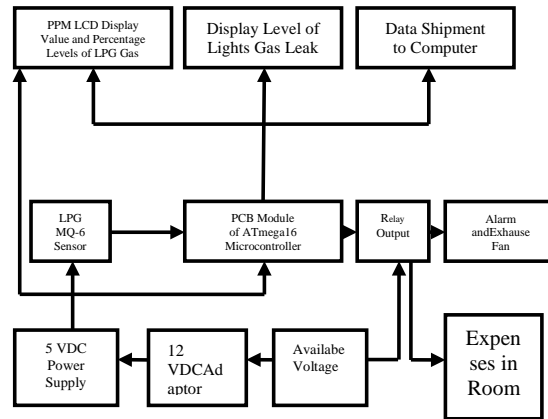 PPM LCD Display
Value and Percentage
Levels of LPG Gas
Display Level of
Lights Gas Leak
Data Shipment
to Computer
LPG
MQ-6
Sensor
PCB Module
of ATmega16
Microcontroller
Relay
Output
Alarm
andExhause
Fan
5 VDC
Power
Supply
12
VDCAd
aptor
Availabe
Voltage
Expen
ses in
Room